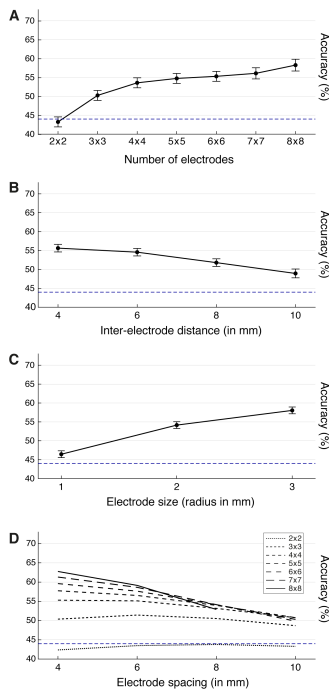 A
70
65
60
55
50
45
40
2x2 3x3 4x4 5x5 6x6 7x7 8x8
Number of electrodes
Accuracy (%)
B
70
65
60
55
50
45
40
4 6 8 10
Inter-electrode distance (in mm)
Accuracy (%)
C
70
65
60
55
50
45
40
1 2 3
Electrode size (radius in mm)
Accuracy (%)
D
70
65
60
55
50
45
40
4 6 8 10
Electrode spacing (in mm)
Accuracy (%)
2x2
3x3
4x4
5x5
6x6
7x7
8x8